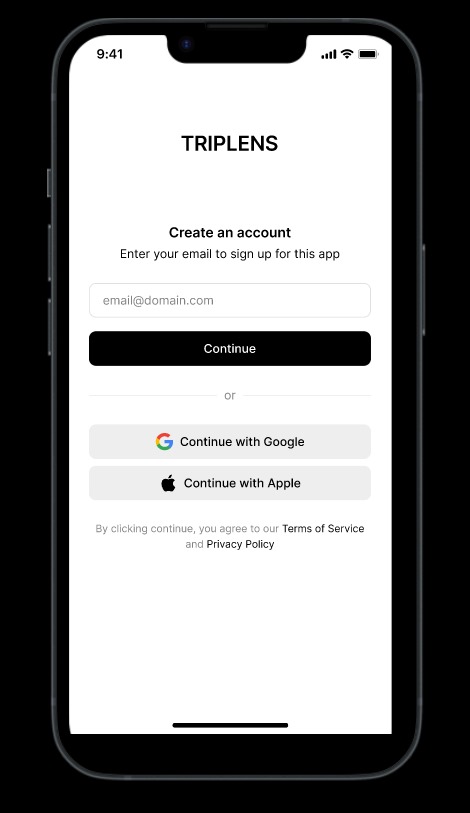 9:41
TRIPLENS
Create an account
Enter your email to sign up for this app
email@domain.com
Continue
or
Continue with Google
Continue with Apple
By clicking continue, you agree to our Terms of Service
and Privacy Policy